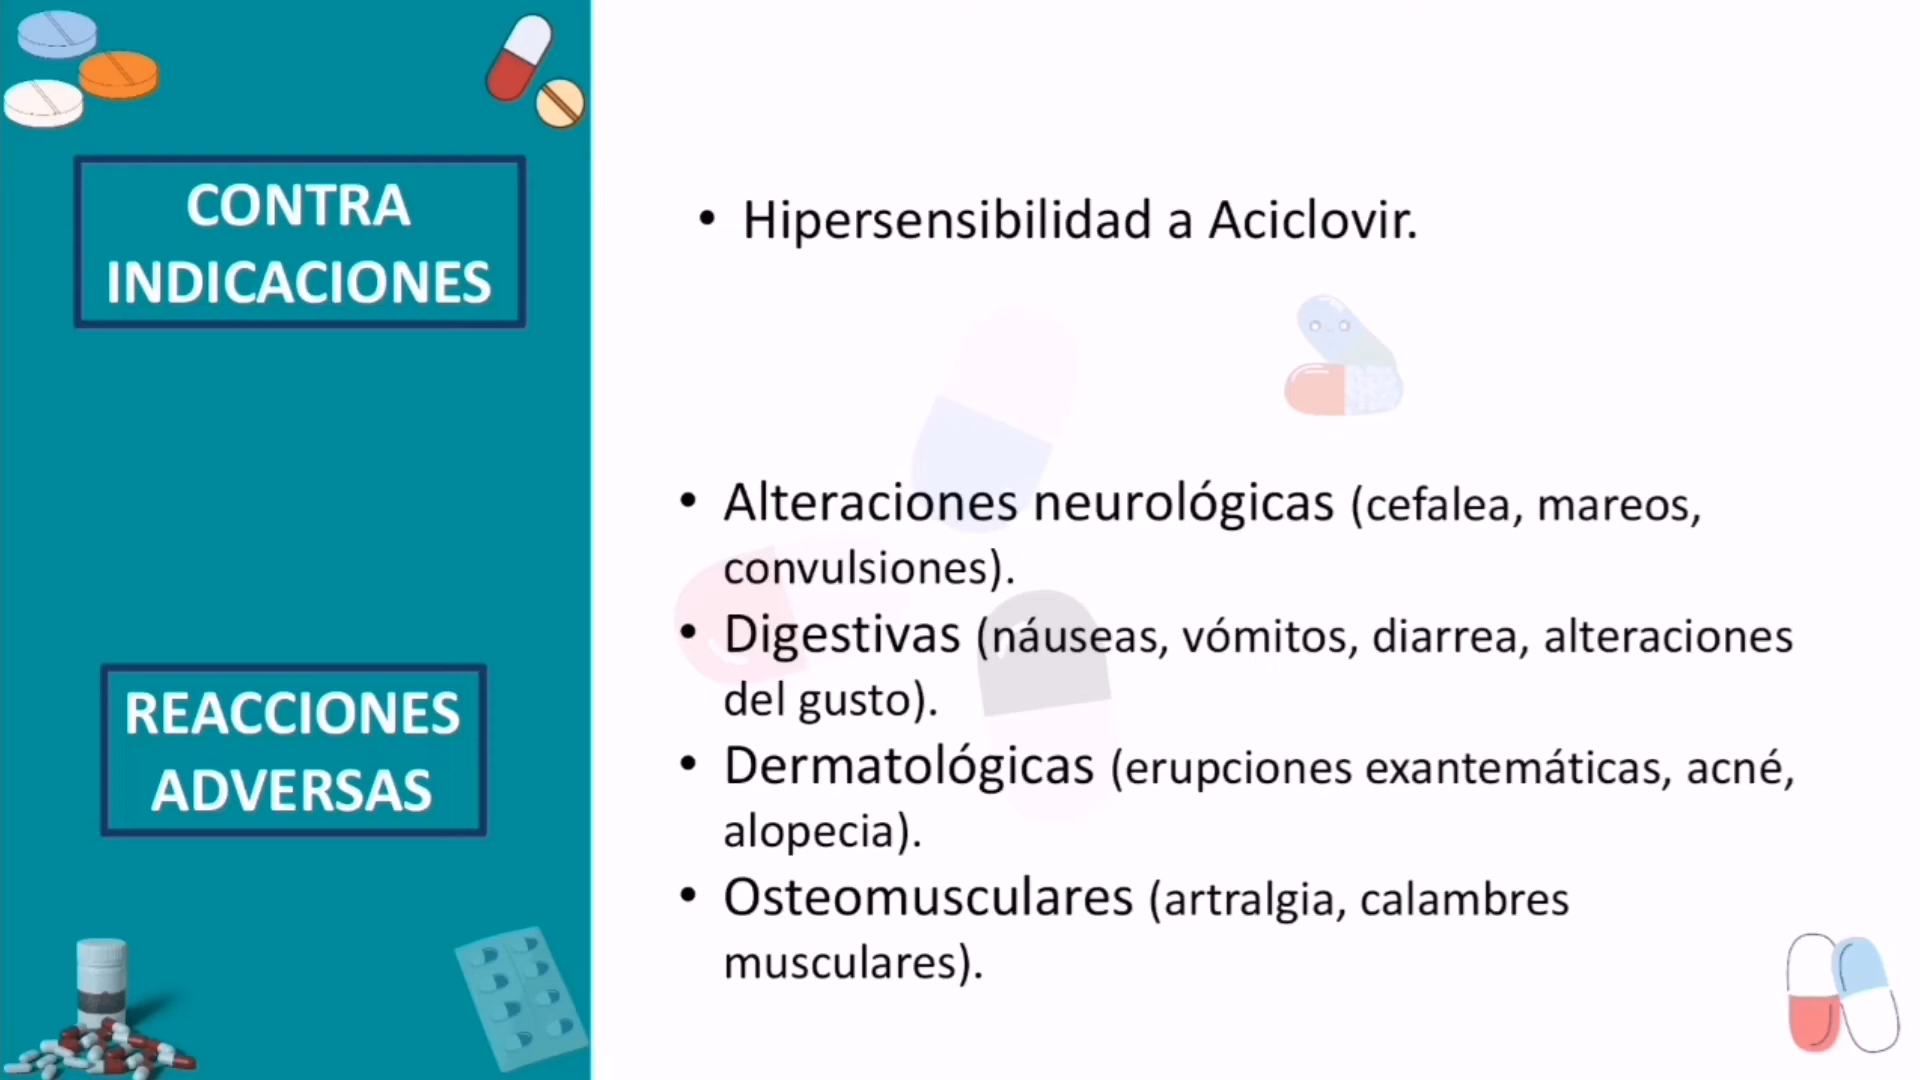 CONTRA
INDICACIONES
• Hipersensibilidad a Aciclovir.
• Alteraciones neurológicas (cefalea, mareos,
convulsiones).
• Digestivas (náuseas, vómitos, diarrea, alteraciones
del gusto).
• Dermatológicas (erupciones exantemáticas, acné,
alopecia).
• Osteomusculares (artralgia, calambres
musculares).
REACCIONES
ADVERSAS